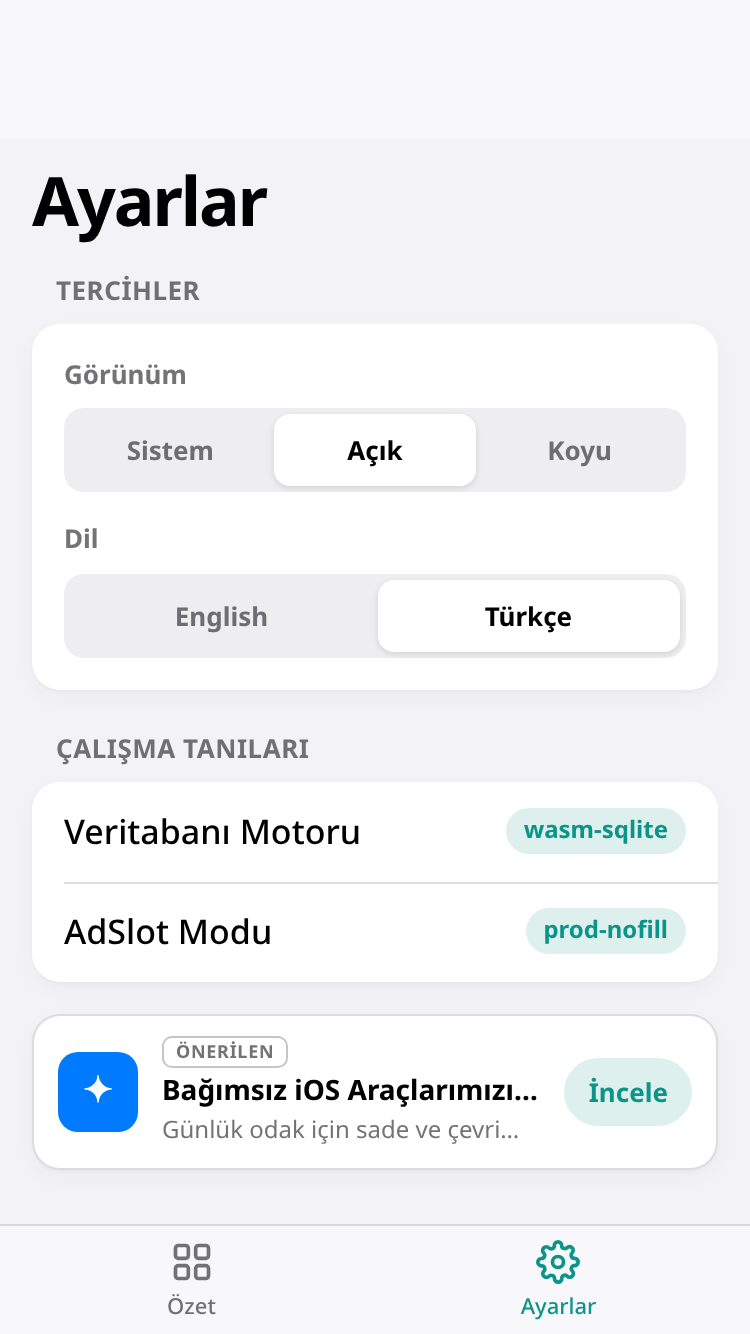 Ayarlar
TERCİHLER
Görünüm
Sistem
Açık
Koyu
Dil
English
Türkçe
ÇALIŞMA TANILARI
Veritabanı Motoru
wasm-sqlite
AdSlot Modu
prod-nofill
ÖNERİLEN
Bağımsız iOS Araçlarımızı...
Günlük odak için sade ve çevri...
İncele
Özet
Ayarlar